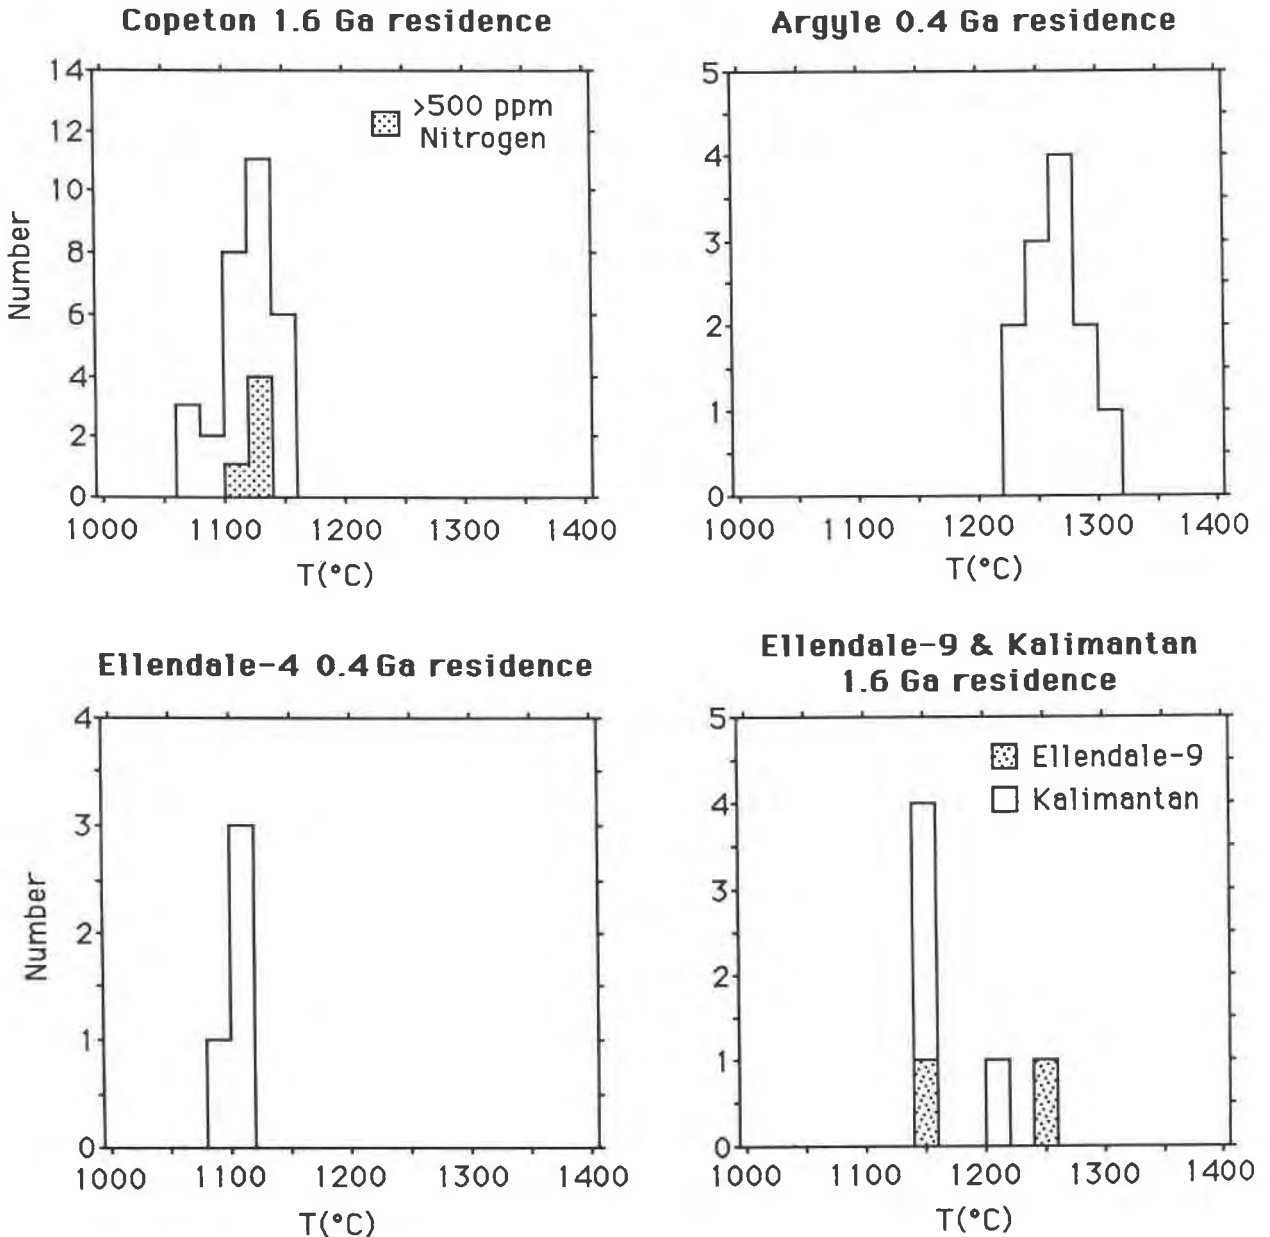 Copeton 1.6 Ga residence
14
12
10
8
6
4
2
0
Number
>500 ppm
Nitrogen
1000 1100 1200 1300 1400
T(°C)
Argyle 0.4 Ga residence
5
4
3
2
1
0
1000 1100 1200 1300 1400
T(°C)
Ellendale-4 0.4 Ga residence
4
3
2
1
0
Number
1000 1100 1200 1300 1400
T(°C)
Ellendale-9 & Kalimantan
1.6 Ga residence
5
4
3
2
1
0
Ellendale-9
Kalimantan
1000 1100 1200 1300 1400
T(°C)